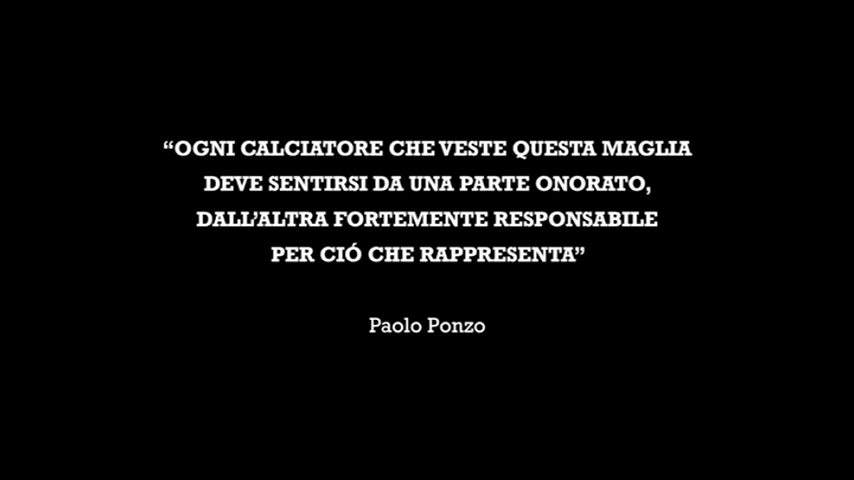 “OGNI CALCIATORE CHE VESTE QUESTA MAGLIA
DEVE SENTIRSI DA UNA PARTE ONORATO,
DALL’ALTRA FORTEMENTE RESPONSABILE
PER CIÓ CHE RAPPRESENTA”
Paolo Ponzo